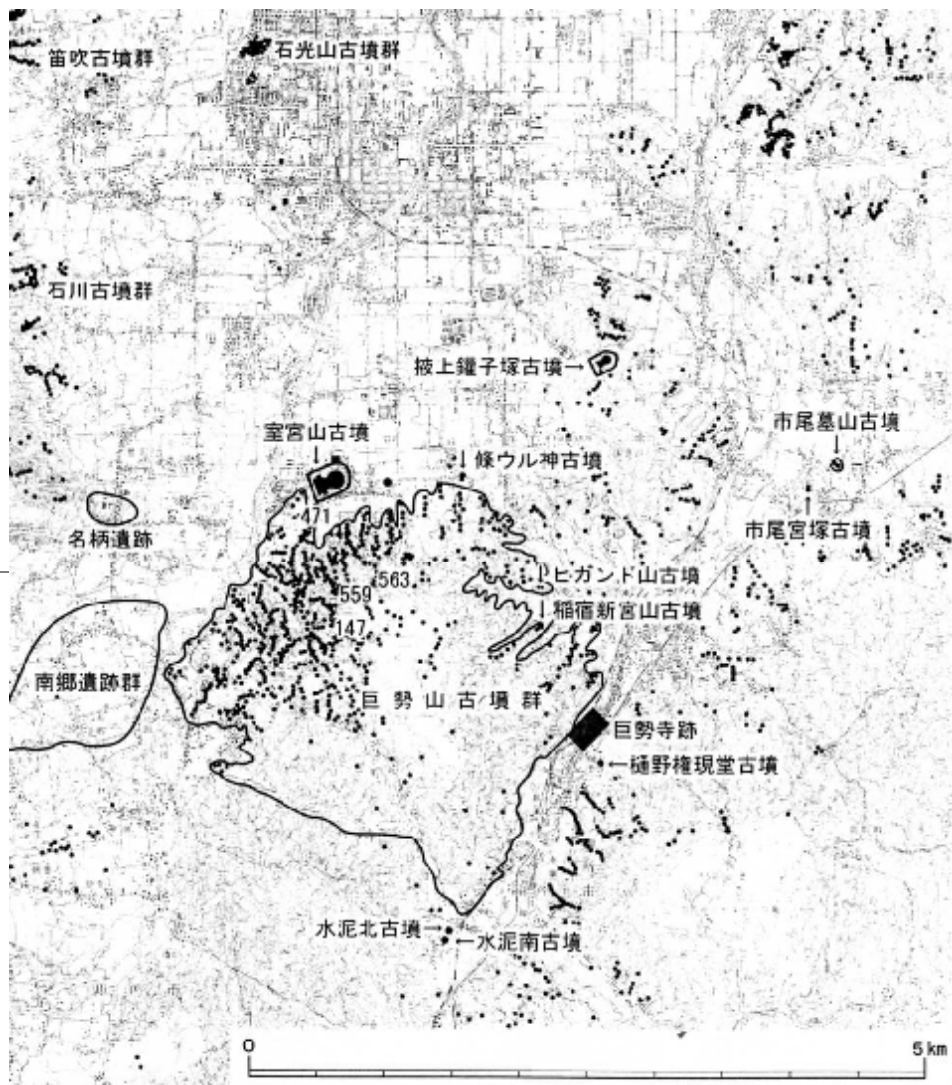 笛吹古墳群
石光山古墳群
石川古墳群
掖上鑵子塚古墳→
市尾墓山古墳
↓
室宮山古墳
↓
↓條ウル神古墳
↑
市尾宮塚古墳
471
名柄遺跡
563
↓ヒガンド山古墳
559
↓稲宿新宮山古墳
147
南郷遺跡群
巨勢山古墳群
巨勢寺跡
←樋野権現堂古墳
水泥北古墳→
←水泥南古墳
0
5km